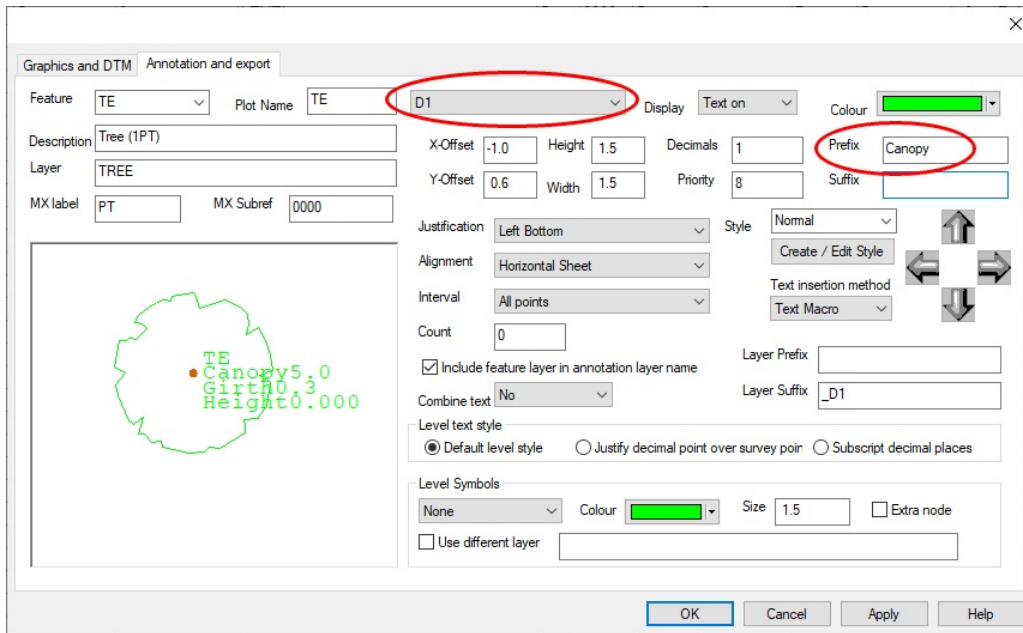 Graphics and DTM Annotation and export
Feature TE Plot Name TE D1 Display Text on Colour
Description Tree (1PT)
X-Offset -1.0 Height 1.5 Decimals 1 Prefix Canopy
Layer TREE
Y-Offset 0.6 Width 1.5 Priority 8 Suffix
MX label PT MX Subref 0000
Justification Left Bottom Style Normal
Create / Edit Style
Alignment Horizontal Sheet
Text insertion method
Interval All points Text Macro
Count 0
TE
Canopy5.0
Girth0.3
Height0.000
Include feature layer in annotation layer name
Layer Prefix
Combine text No Layer Suffix _D1
Level text style
Default level style Justify decimal point over survey poin Subscript decimal places
Level Symbols
None Colour Size 1.5 Extra node
Use different layer
OK Cancel Apply Help